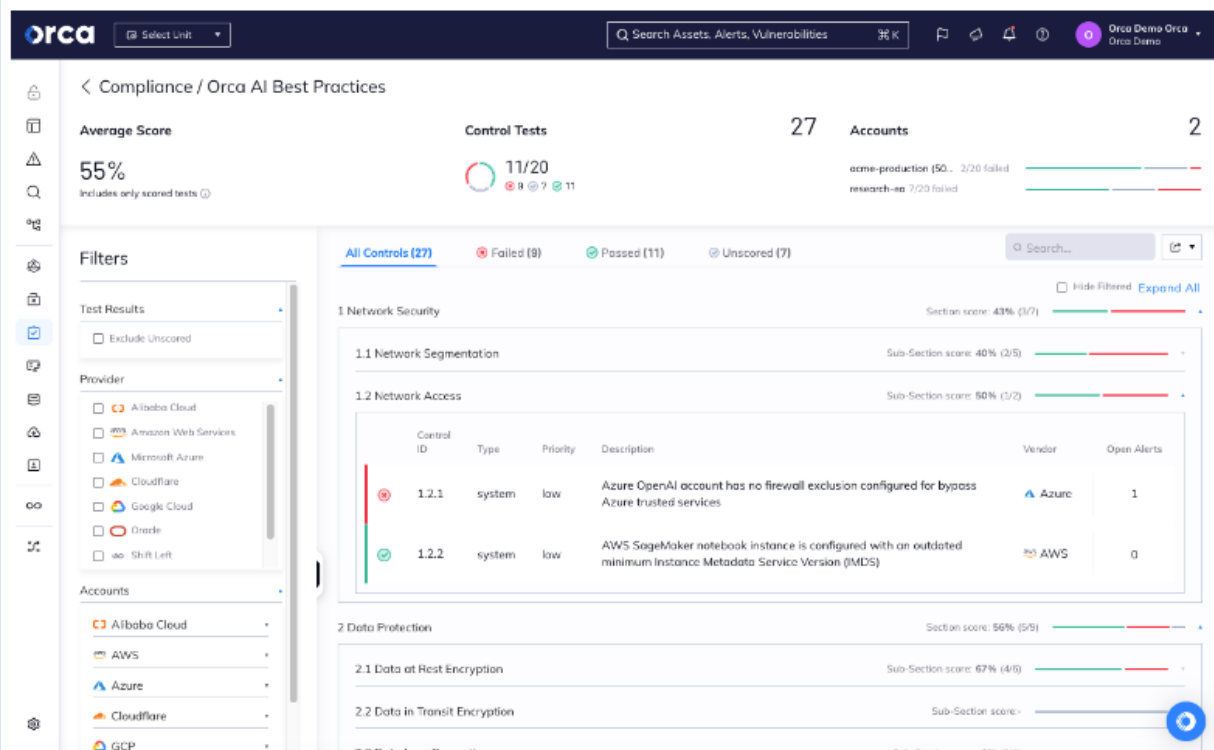 orca
Select Unit
Search Assets, Alerts, Vulnerabilities ⌘K
O
Orca Demo Orca
Orca Demo
Compliance / Orca AI Best Practices
Average Score
55%
Includes only scored tests
Control Tests 27
11/20
9 7 11
Accounts 2
acme-production (50... 2/20 failed
research-ea 7/20 failed
Filters
Test Results
Exclude Unscored
Provider
Alibaba Cloud
Amazon Web Services
Microsoft Azure
Cloudflare
Google Cloud
Oracle
Shift Left
Accounts
Alibaba Cloud
AWS
Azure
Cloudflare
GCP
All Controls (27) Failed (9) Passed (11) Unscored (7)
Search...
Hide Filtered Expand All
1 Network Security Section score: 43% (3/7)
1.1 Network Segmentation Sub-Section score: 40% (2/5)
1.2 Network Access Sub-Section score: 50% (1/2)
Control
ID Type Priority Description Vendor Open Alerts
1.2.1 system low Azure OpenAI account has no firewall exclusion configured for bypass
Azure trusted services Azure 1
1.2.2 system low AWS SageMaker notebook instance is configured with an outdated
minimum Instance Metadata Service Version (IMDS) AWS 0
2 Data Protection Section score: 56% (5/9)
2.1 Data at Rest Encryption Sub-Section score: 67% (4/6)
2.2 Data in Transit Encryption Sub-Section score:-